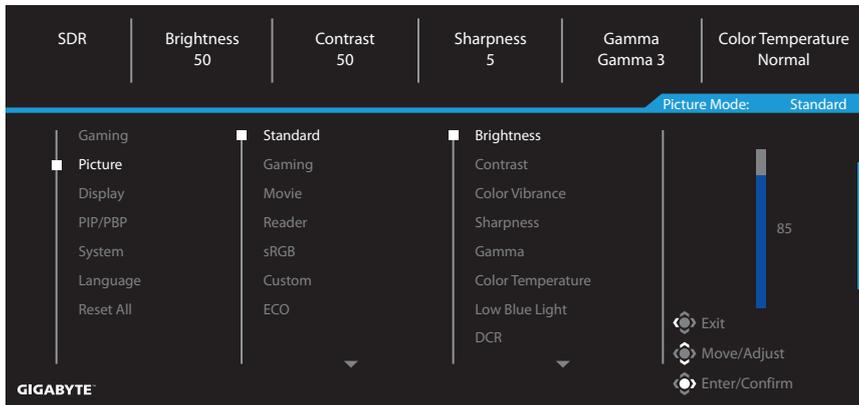 SDR
Brightness
50
Contrast
50
Sharpness
5
Gamma
Gamma 3
Color Temperature
Normal
Picture Mode: Standard
Gaming
Picture
Display
PIP/PBP
System
Language
Reset All
Standard
Gaming
Movie
Reader
sRGB
Custom
ECO
Brightness
Contrast
Color Vibrance
Sharpness
Gamma
Color Temperature
Low Blue Light
DCR
85
Exit
Move/Adjust
Enter/Confirm
GIGABYTE™